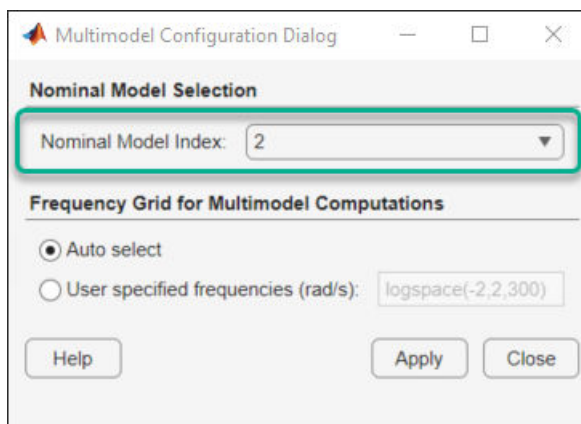 Multimodel Configuration Dialog
Nominal Model Selection
Nominal Model Index: 2
Frequency Grid for Multimodel Computations
Auto select
User specified frequencies (rad/s): logspace(-2,2,300)
Help Apply Close